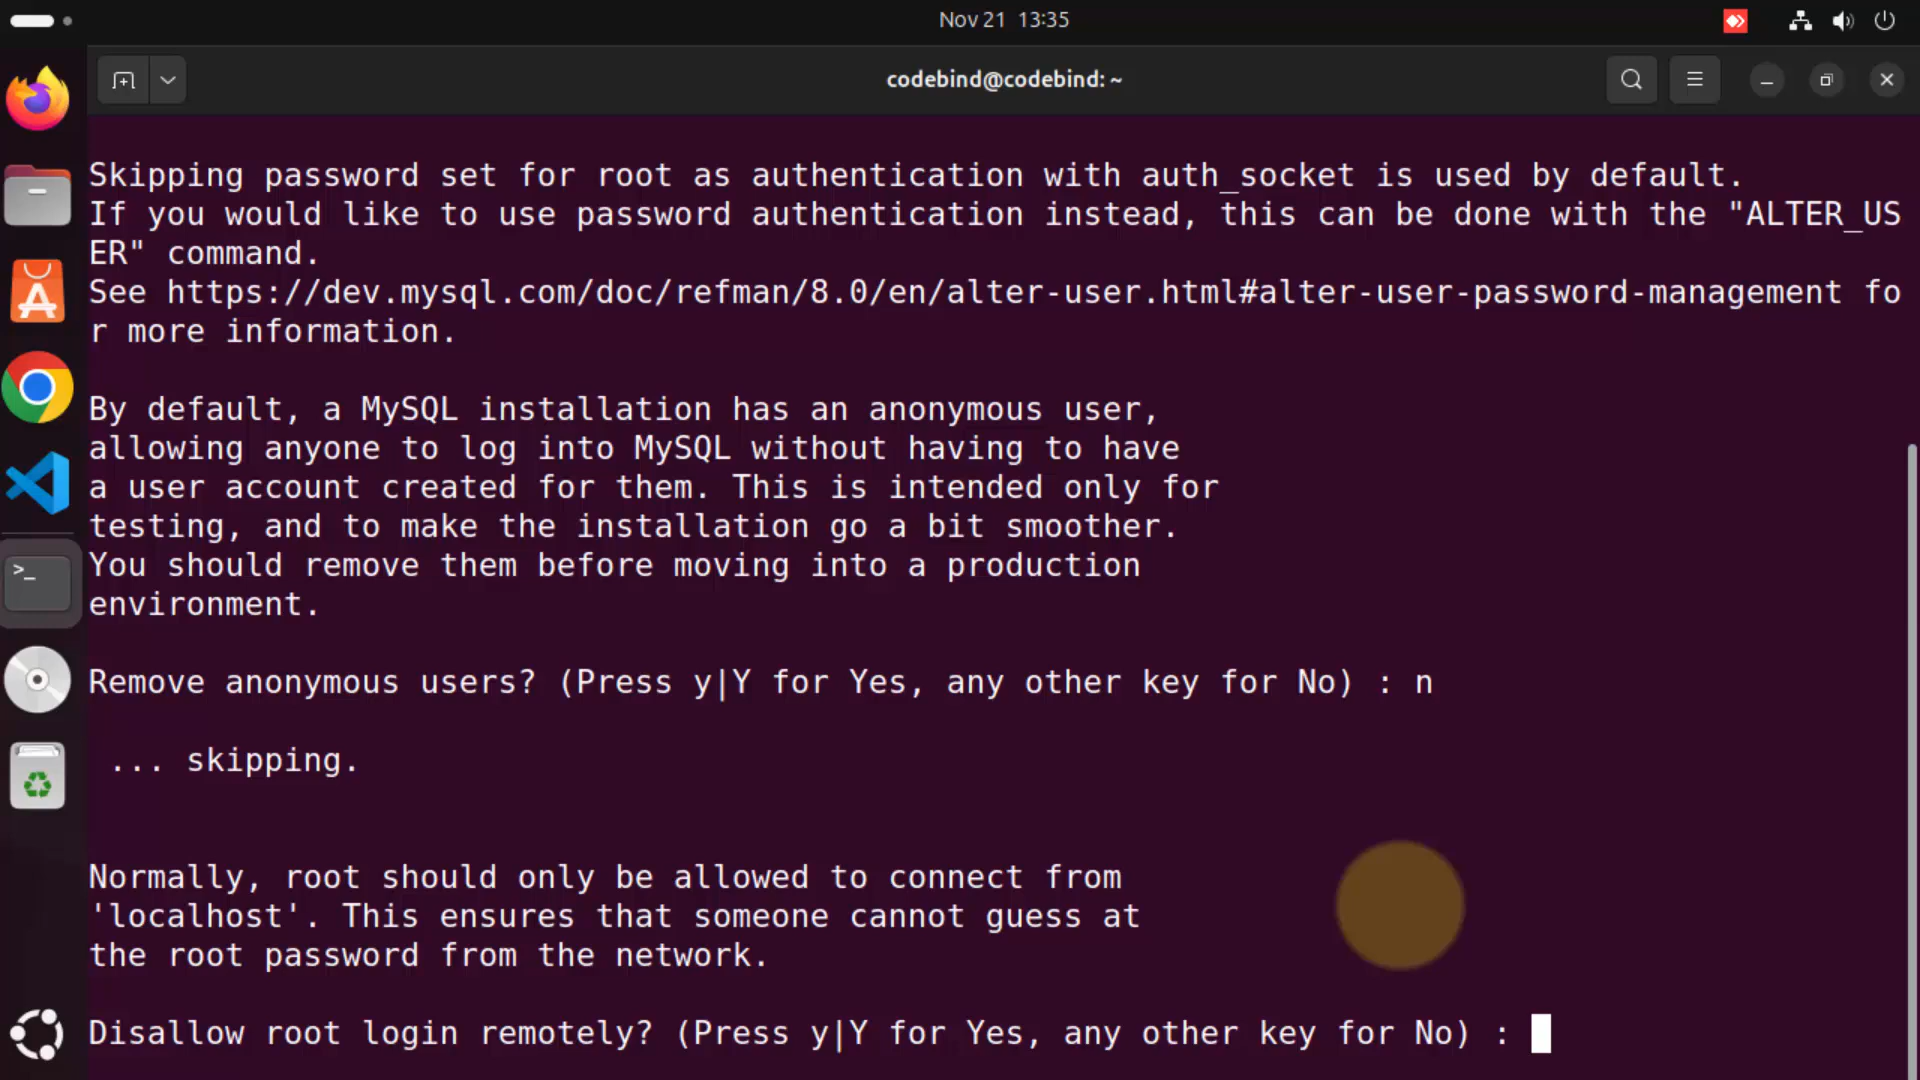 Nov 21 13:35
codebind@codebind: ~
Skipping password set for root as authentication with auth_socket is used by default.
If you would like to use password authentication instead, this can be done with the "ALTER_US
ER" command.
See https://dev.mysql.com/doc/refman/8.0/en/alter-user.html#alter-user-password-management fo
r more information.
By default, a MySQL installation has an anonymous user,
allowing anyone to log into MySQL without having to have
a user account created for them. This is intended only for
testing, and to make the installation go a bit smoother.
You should remove them before moving into a production
environment.
Remove anonymous users? (Press y|Y for Yes, any other key for No) : n
... skipping.
Normally, root should only be allowed to connect from
'localhost'. This ensures that someone cannot guess at
the root password from the network.
Disallow root login remotely? (Press y|Y for Yes, any other key for No) :